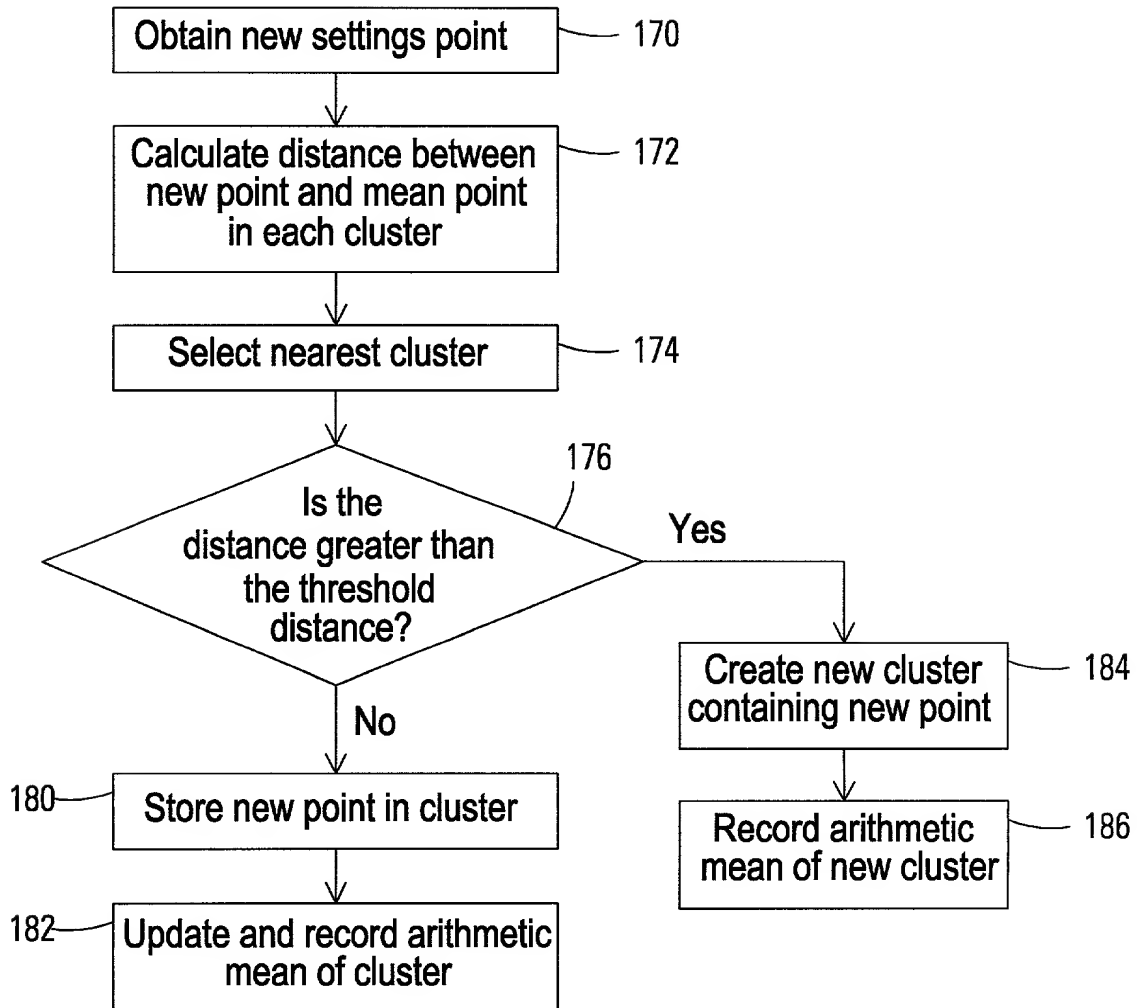 Obtain new settings point
170
Calculate distance between
new point and mean point
in each cluster
172
Select nearest cluster
174
176
Is the
distance greater than
the threshold
distance?
Yes
No
Create new cluster
containing new point
184
180
Store new point in cluster
Record arithmetic
mean of new cluster
186
182
Update and record arithmetic
mean of cluster